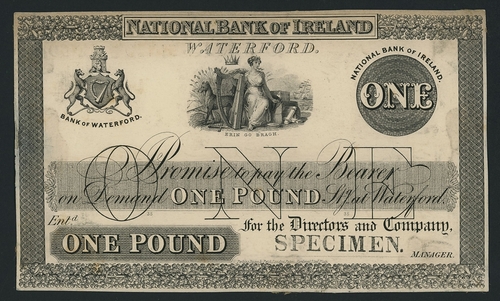 NATIONAL BANK OF IRELAND
WATERFORD.
BANK OF WATERFORD.
ERIN GO BRAGH.
NATIONAL BANK OF IRELAND.
ONE
ONE
I Promise to pay the Bearer
on Demand ONE POUND Stg. at Waterford.
Entd.
For the Directors and Company,
ONE POUND
SPECIMEN.
MANAGER.